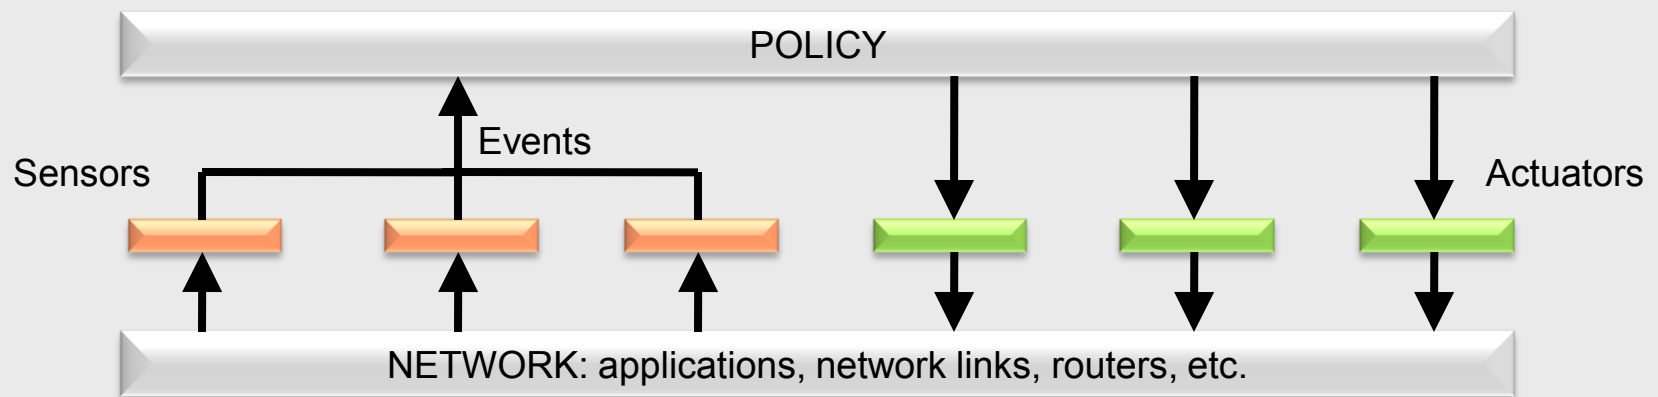 POLICY
Events
Sensors
Actuators
NETWORK: applications, network links, routers, etc.